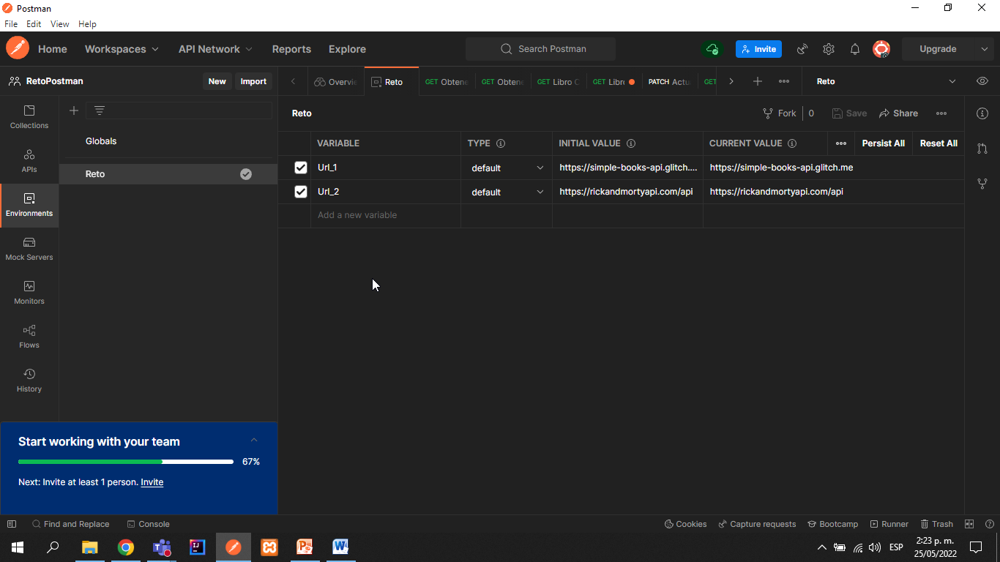 Postman
File Edit View Help
Home Workspaces API Network Reports Explore Search Postman Invite Upgrade
RetoPostman New Import Overvie Reto GET Obtene GET Obtene GET Libro C GET Libr PATCH Actu GET Reto
Collections
APIs
Environments
Mock Servers
Monitors
Flows
History
Globals
Reto
Reto Fork 0 Save Share
VARIABLE TYPE INITIAL VALUE CURRENT VALUE Persist All Reset All
Url_1 default https://simple-books-api.glitch.... https://simple-books-api.glitch.me
Url_2 default https://rickandmortyapi.com/api https://rickandmortyapi.com/api
Add a new variable
Start working with your team
67%
Next: Invite at least 1 person. Invite
Find and Replace Console Cookies Capture requests Bootcamp Runner Trash
ESP 2:23 p. m.
25/05/2022